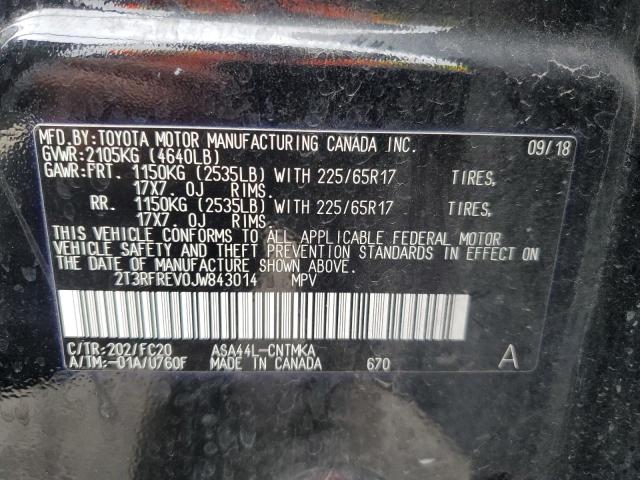 MFD.BY:TOYOTA MOTOR MANUFACTURING CANADA INC. 09/18
GVWR:2105KG (4640LB)
GAWR:FRT. 1150KG (2535LB) WITH 225/65R17 TIRES,
17X7.0J RIMS.
RR. 1150KG (2535LB) WITH 225/65R17 TIRES,
17X7.0J RIMS.
THIS VEHICLE CONFORMS TO ALL APPLICABLE FEDERAL MOTOR
VEHICLE SAFETY AND THEFT PREVENTION STANDARDS IN EFFECT ON
THE DATE OF MANUFACTURE SHOWN ABOVE.
2T3RFREV0JW843014 MPV
C/TR:202/FC20 ASA44L-CNTMKA A
A/TM:-01A/U760F MADE IN CANADA 670